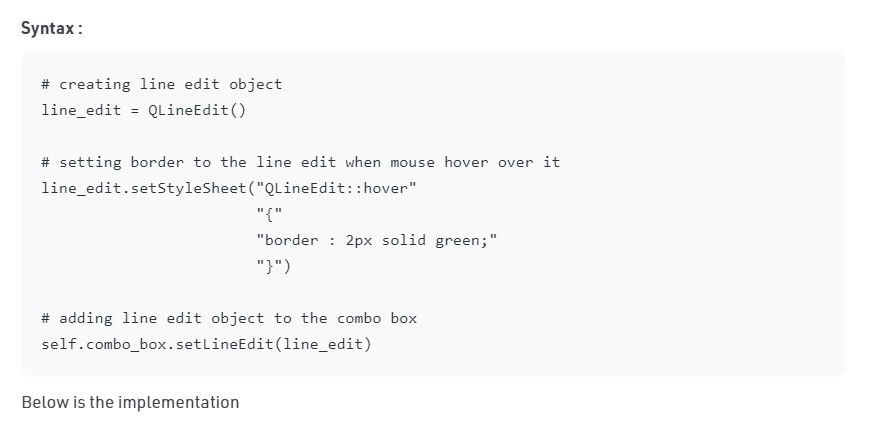 Syntax :
# creating line edit object
line_edit = QLineEdit()
# setting border to the line edit when mouse hover over it
line_edit.setStyleSheet("QLineEdit::hover"
"{"
"border : 2px solid green;"
"}")
# adding line edit object to the combo box
self.combo_box.setLineEdit(line_edit)
Below is the implementation